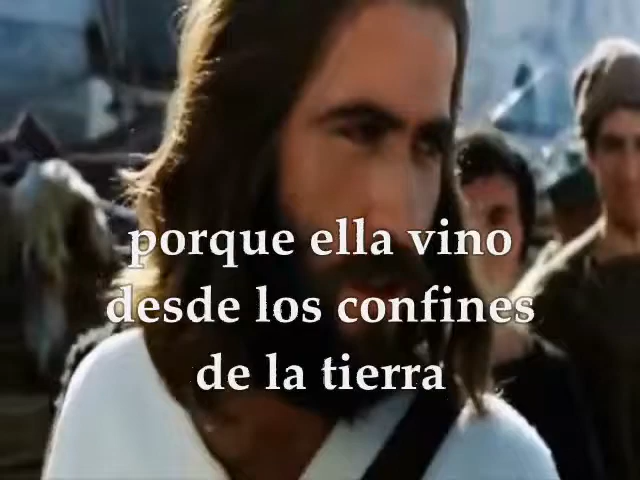 porque ella vino
desde los confines
de la tierra